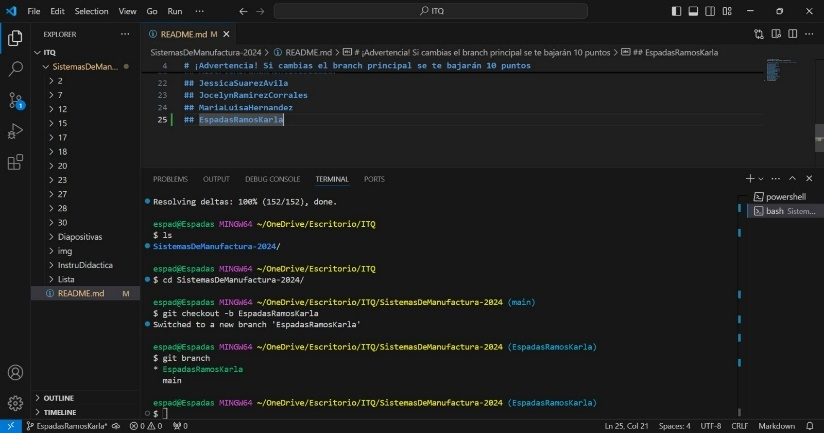 File Edit Selection View Go Run ··· ITQ
EXPLORER ···
ITQ
SistemasDeMan...
2
7
12
15
17
18
20
23
27
28
30
Diapositivas
img
InstruDidactica
Lista
README.md M
OUTLINE
TIMELINE
1
README.md M
SistemasDeManufactura-2024 > README.md > # ¡Advertencia! Si cambias el branch principal se te bajarán 10 puntos > ## EspadasRamosKarla
4 # ¡Advertencia! Si cambias el branch principal se te bajarán 10 puntos
22 ## JessicaSuarezAvila
23 ## JocelynRamirezCorrales
24 ## MariaLuisaHernandez
25 ## EspadasRamosKarla
PROBLEMS OUTPUT DEBUG CONSOLE TERMINAL PORTS
Resolving deltas: 100% (152/152), done.
espad@Espadas MINGW64 ~/OneDrive/Escritorio/ITQ
$ ls
SistemasDeManufactura-2024/
espad@Espadas MINGW64 ~/OneDrive/Escritorio/ITQ
$ cd SistemasDeManufactura-2024/
espad@Espadas MINGW64 ~/OneDrive/Escritorio/ITQ/SistemasDeManufactura-2024 (main)
$ git checkout -b EspadasRamosKarla
Switched to a new branch 'EspadasRamosKarla'
espad@Espadas MINGW64 ~/OneDrive/Escritorio/ITQ/SistemasDeManufactura-2024 (EspadasRamosKarla)
$ git branch
* EspadasRamosKarla
main
espad@Espadas MINGW64 ~/OneDrive/Escritorio/ITQ/SistemasDeManufactura-2024 (EspadasRamosKarla)
$
powershell
bash Sistem...
EspadasRamosKarla* 0 0 0 Ln 25, Col 21 Spaces: 4 UTF-8 CRLF Markdown